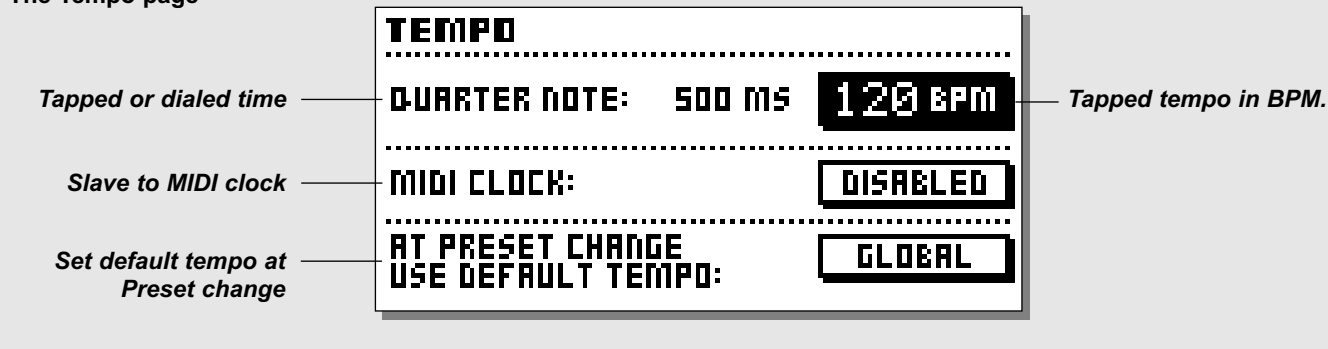 The Tempo page
TEMPO
Tapped or dialed time
QUARTER NOTE: 500 MS 120 BPM
Tapped tempo in BPM.
Slave to MIDI clock
MIDI CLOCK: DISABLED
Set default tempo at
Preset change
AT PRESET CHANGE
USE DEFAULT TEMPO: GLOBAL